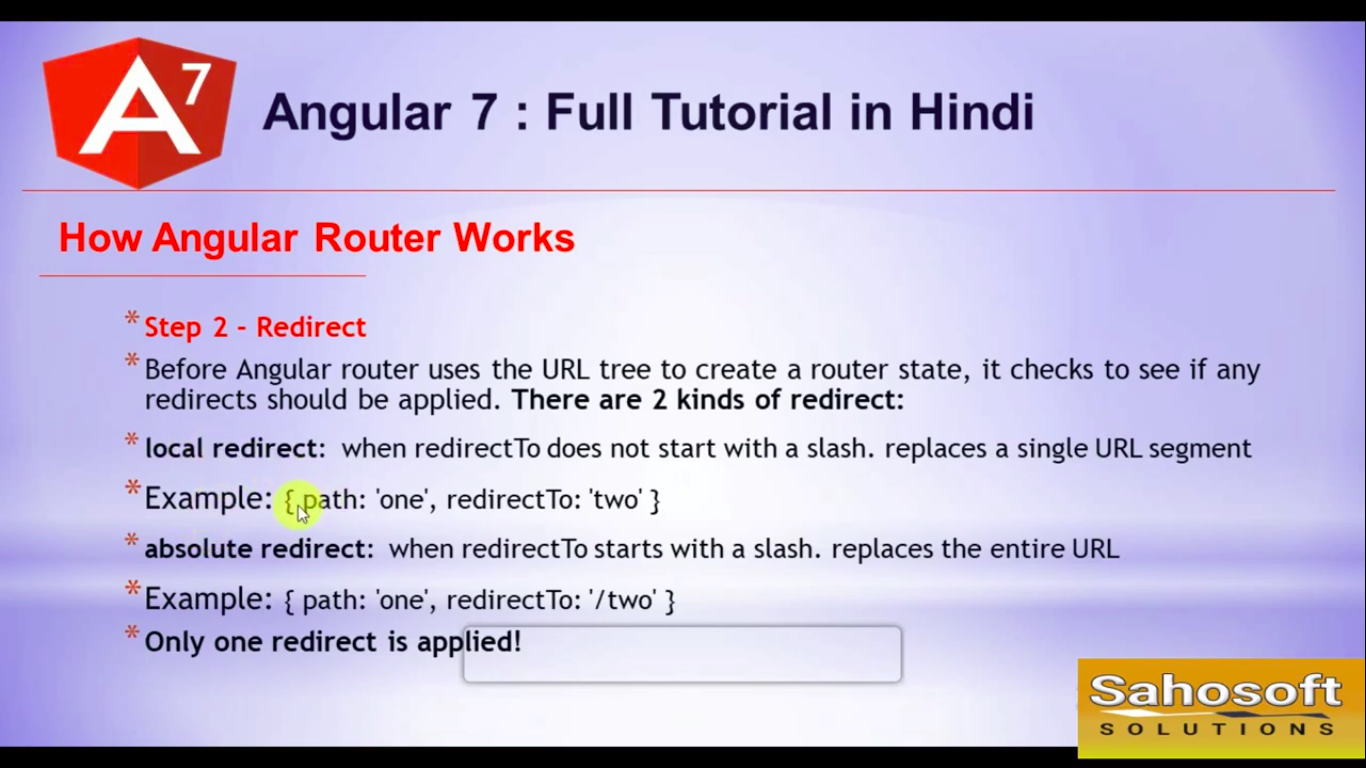 A7
Angular 7 : Full Tutorial in Hindi
How Angular Router Works
* Step 2 - Redirect
* Before Angular router uses the URL tree to create a router state, it checks to see if any
redirects should be applied. There are 2 kinds of redirect:
* local redirect: when redirectTo does not start with a slash. replaces a single URL segment
* Example: { path: 'one', redirectTo: 'two' }
* absolute redirect: when redirectTo starts with a slash. replaces the entire URL
* Example: { path: 'one', redirectTo: '/two' }
* Only one redirect is applied!
Sahosoft
SOLUTIONS